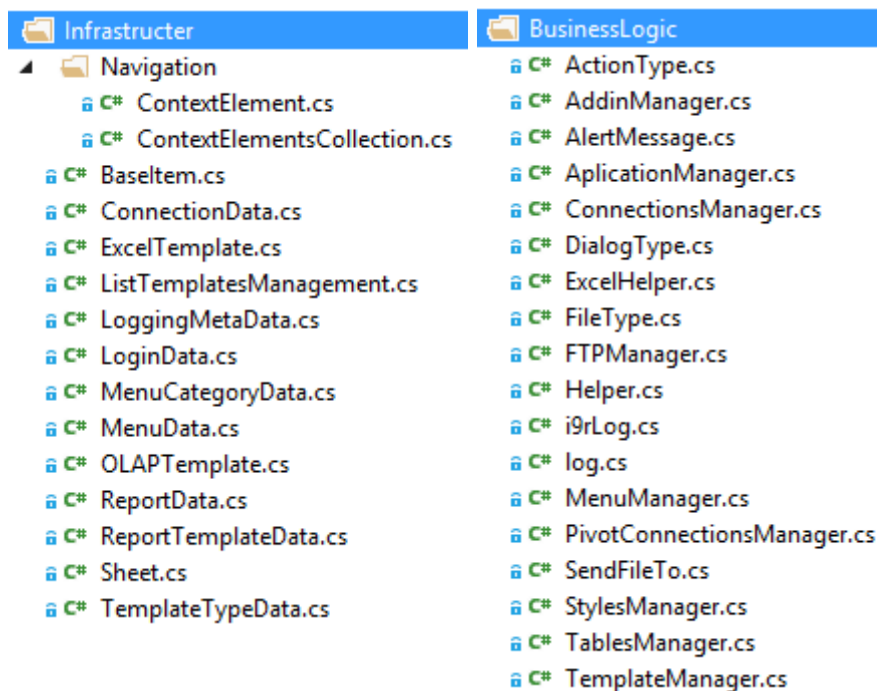 Infrastructer
Navigation
C# ContextElement.cs
C# ContextElementsCollection.cs
C# BaseItem.cs
C# ConnectionData.cs
C# ExcelTemplate.cs
C# ListTemplatesManagement.cs
C# LoggingMetaData.cs
C# LoginData.cs
C# MenuCategoryData.cs
C# MenuData.cs
C# OLAPTemplate.cs
C# ReportData.cs
C# ReportTemplateData.cs
C# Sheet.cs
C# TemplateTypeData.cs
BusinessLogic
C# ActionType.cs
C# AddinManager.cs
C# AlertMessage.cs
C# AplicationManager.cs
C# ConnectionsManager.cs
C# DialogType.cs
C# ExcelHelper.cs
C# FileType.cs
C# FTPManager.cs
C# Helper.cs
C# i9rLog.cs
C# log.cs
C# MenuManager.cs
C# PivotConnectionsManager.cs
C# SendFileTo.cs
C# StylesManager.cs
C# TablesManager.cs
C# TemplateManager.cs